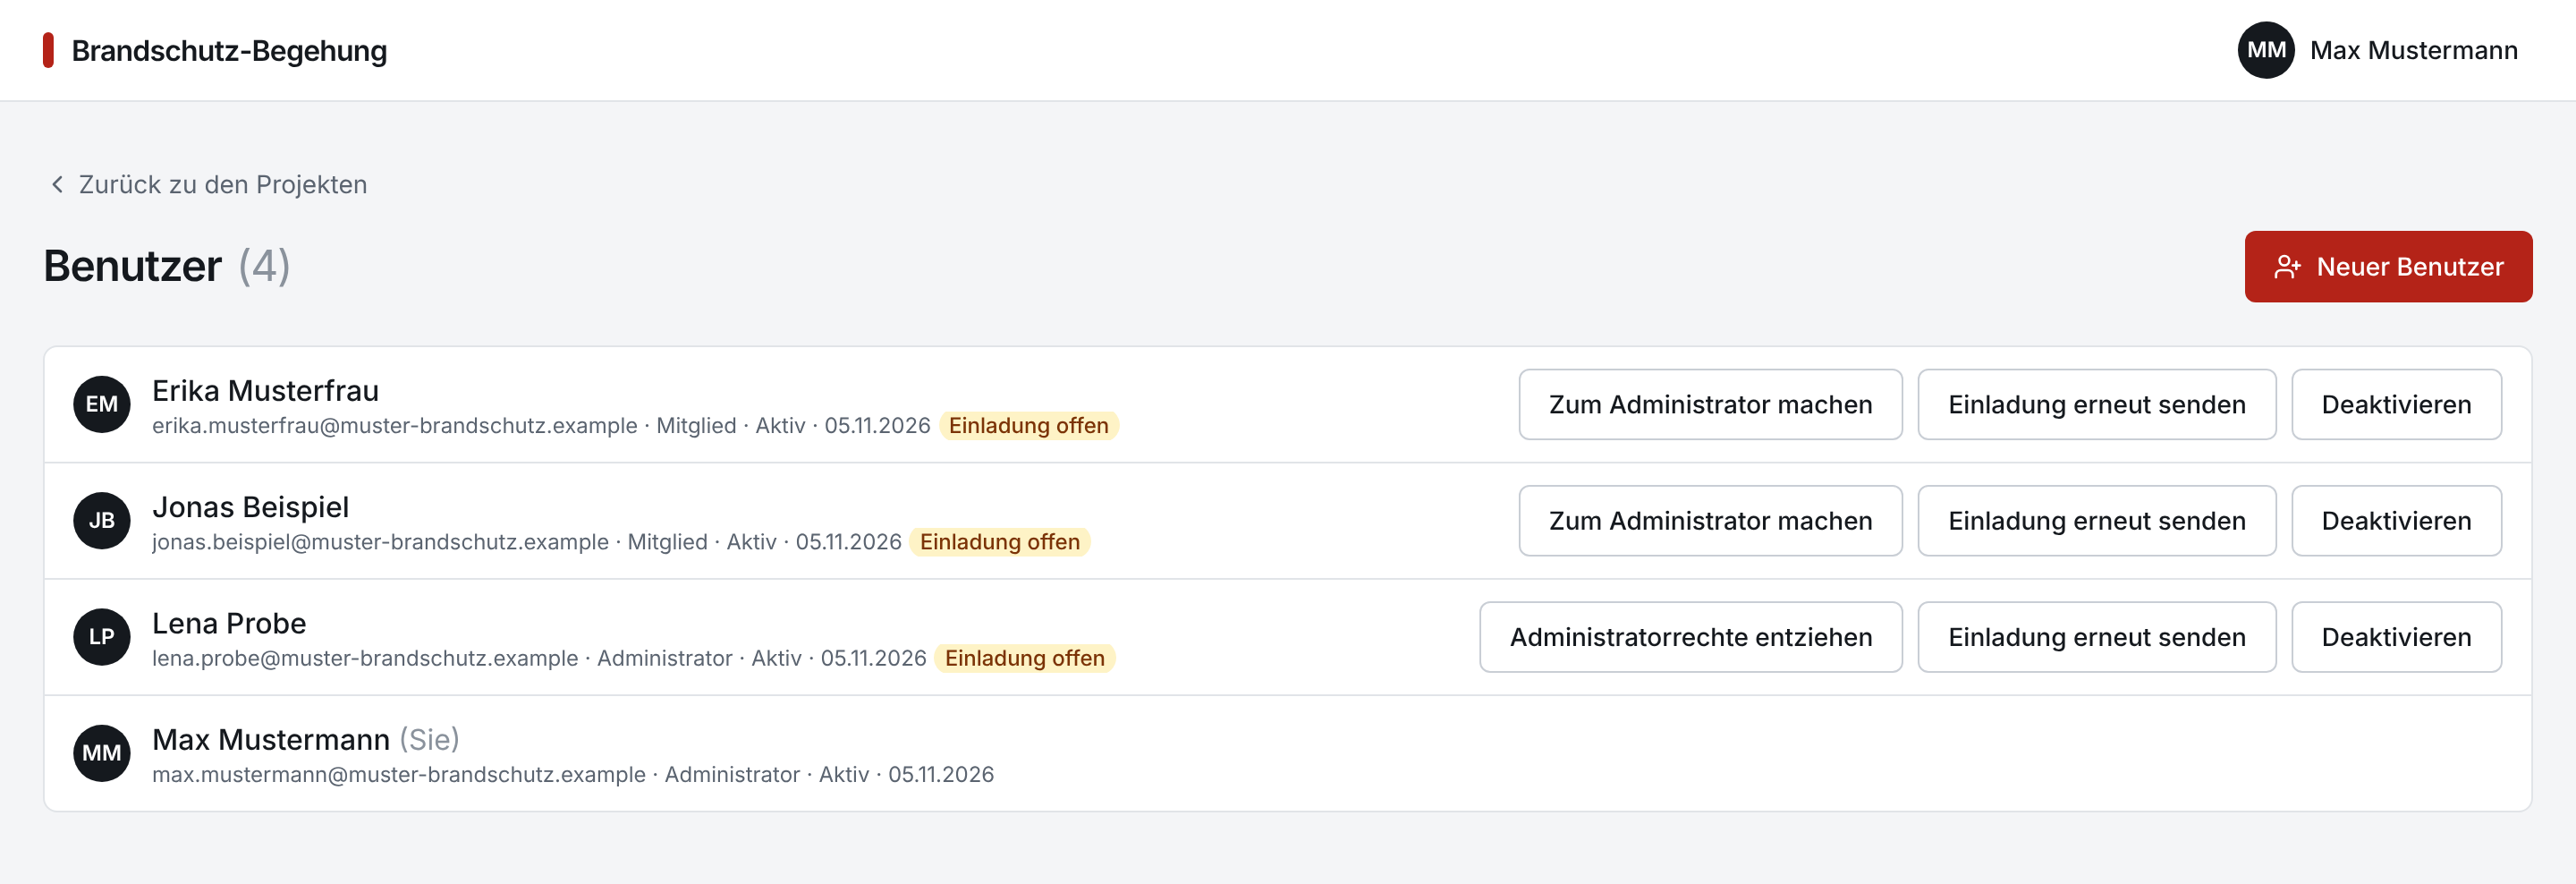 Brandschutz-Begehung
MM Max Mustermann
Zurück zu den Projekten
Benutzer (4)
Neuer Benutzer
EM
Erika Musterfrau
erika.musterfrau@muster-brandschutz.example · Mitglied · Aktiv · 05.11.2026 Einladung offen
Zum Administrator machen
Einladung erneut senden
Deaktivieren
JB
Jonas Beispiel
jonas.beispiel@muster-brandschutz.example · Mitglied · Aktiv · 05.11.2026 Einladung offen
Zum Administrator machen
Einladung erneut senden
Deaktivieren
LP
Lena Probe
lena.probe@muster-brandschutz.example · Administrator · Aktiv · 05.11.2026 Einladung offen
Administratorrechte entziehen
Einladung erneut senden
Deaktivieren
MM
Max Mustermann (Sie)
max.mustermann@muster-brandschutz.example · Administrator · Aktiv · 05.11.2026